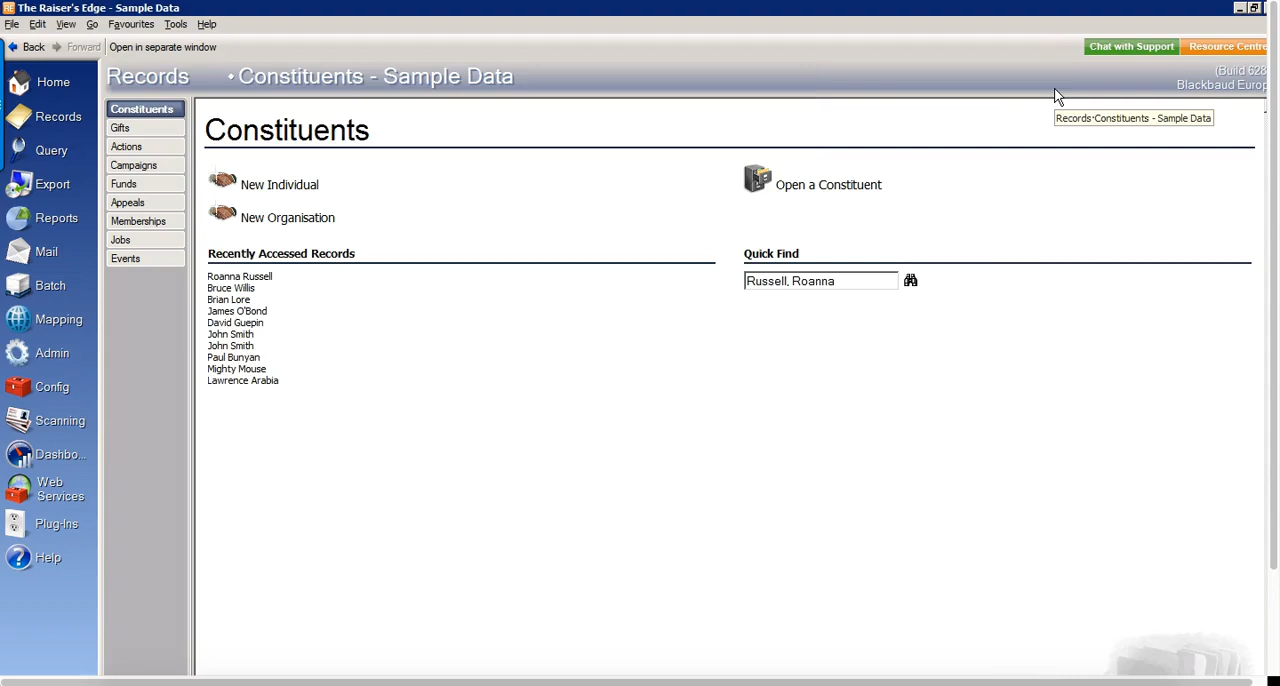 The Raiser's Edge - Sample Data
File Edit View Go Favourites Tools Help
Back Forward Open in separate window
Chat with Support Resource Centre
Records • Constituents - Sample Data
(Build 628
Blackbaud Europ
Records·Constituents - Sample Data
Home
Records
Query
Export
Reports
Mail
Batch
Mapping
Admin
Config
Scanning
Dashbo...
Web
Services
Plug-Ins
Help
Constituents
Gifts
Actions
Campaigns
Funds
Appeals
Memberships
Jobs
Events
Constituents
New Individual
New Organisation
Open a Constituent
Recently Accessed Records
Roanna Russell
Bruce Willis
Brian Lore
James O'Bond
David Guepin
John Smith
John Smith
Paul Bunyan
Mighty Mouse
Lawrence Arabia
Quick Find
Russell, Roanna